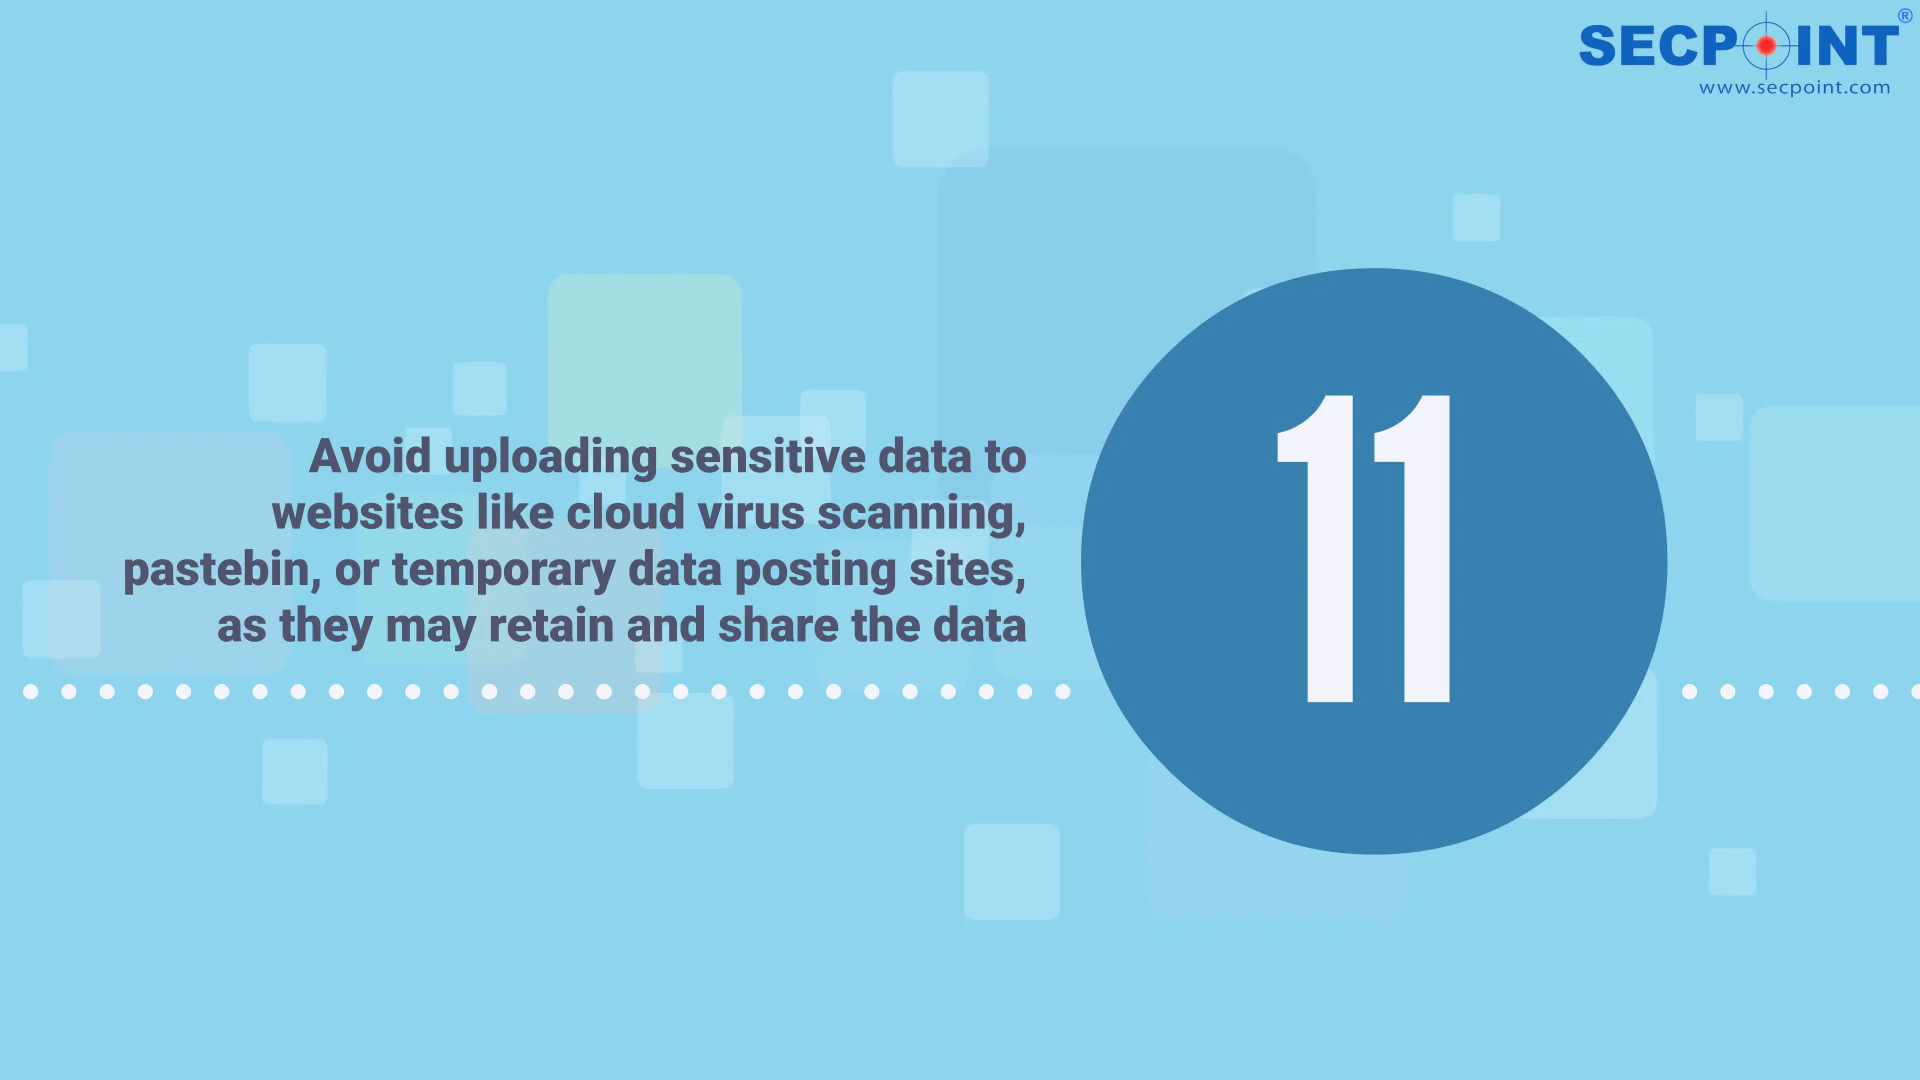 SECPOINT®
www.secpoint.com
Avoid uploading sensitive data to
websites like cloud virus scanning,
pastebin, or temporary data posting sites,
as they may retain and share the data
11